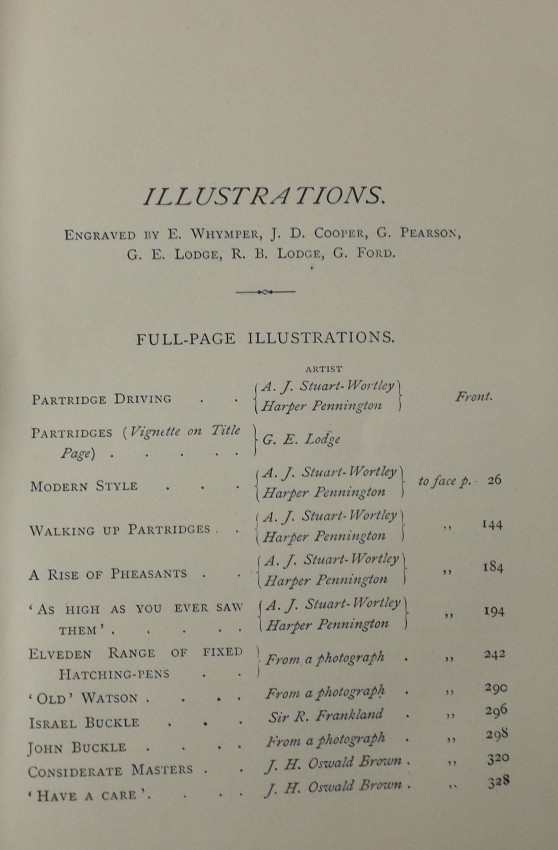 ILLUSTRATIONS.
ENGRAVED BY E. WHYMPER, J. D. COOPER, G. PEARSON,
G. E. LODGE, R. B. LODGE, G. FORD.
FULL-PAGE ILLUSTRATIONS.
ARTIST
PARTRIDGE DRIVING . . { A. J. Stuart-Wortley } Front.
{ Harper Pennington }
PARTRIDGES (Vignette on Title } G. E. Lodge
Page) . . . . .
MODERN STYLE . . . { A. J. Stuart-Wortley } to face p. 26
{ Harper Pennington }
WALKING UP PARTRIDGES . . { A. J. Stuart-Wortley } ,, 144
{ Harper Pennington }
A RISE OF PHEASANTS . . { A. J. Stuart-Wortley } ,, 184
{ Harper Pennington }
'AS HIGH AS YOU EVER SAW { A. J. Stuart-Wortley } ,, 194
THEM' . . . . . { Harper Pennington }
ELVEDEN RANGE OF FIXED } From a photograph . ,, 242
HATCHING-PENS . .
'OLD' WATSON . . . . From a photograph . ,, 290
ISRAEL BUCKLE . . . Sir R. Frankland . ,, 296
JOHN BUCKLE . . . . From a photograph . ,, 298
CONSIDERATE MASTERS . . J. H. Oswald Brown . ,, 320
'HAVE A CARE' . . . . J. H. Oswald Brown . ,, 328